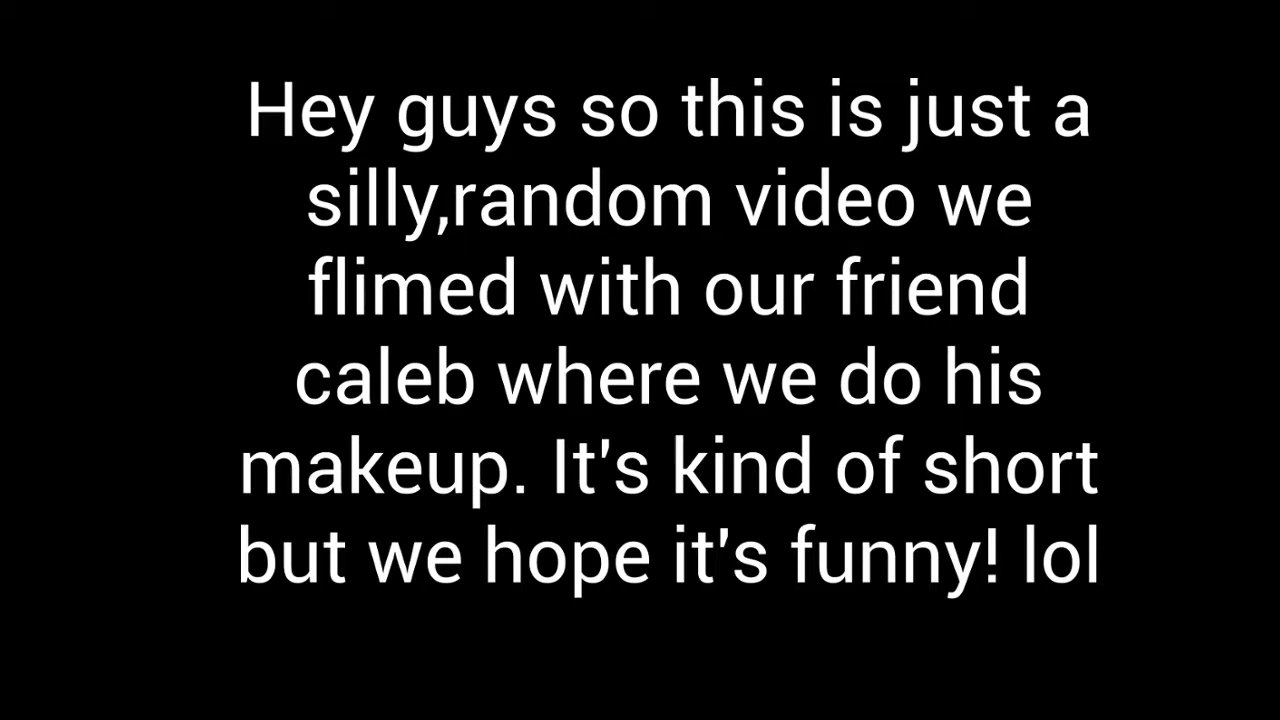 Hey guys so this is just a
silly,random video we
flimed with our friend
caleb where we do his
makeup. It's kind of short
but we hope it's funny! lol